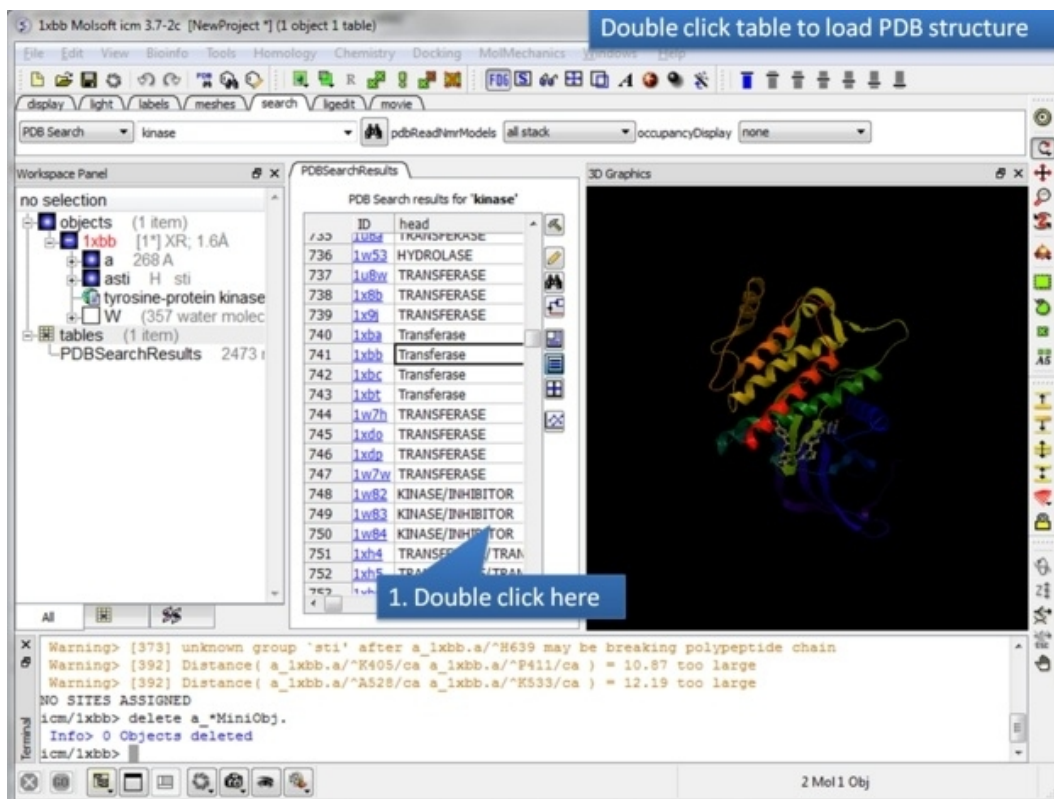 1xbb Molsoft icm 3.7-2c [NewProject *] (1 object 1 table)
Double click table to load PDB structure
File Edit View Bioinfo Tools Homology Chemistry Docking MolMechanics Windows Help
display light labels meshes search ligedit movie
PDB Search kinase pdbReadNmrModels all stack occupancyDisplay none
Workspace Panel
no selection
objects (1 item)
1xbb [1*] XR; 1.6Å
a 268 A
asti H sti
tyrosine-protein kinase
W (357 water molec
tables (1 item)
PDBSearchResults 2473 r
All
PDBSearchResults
PDB Search results for 'kinase'
ID head
735 1u8a TRANSFERASE
736 1w53 HYDROLASE
737 1u8w TRANSFERASE
738 1x8b TRANSFERASE
739 1x9j TRANSFERASE
740 1xba Transferase
741 1xbb Transferase
742 1xbc Transferase
743 1xbt Transferase
744 1w7h TRANSFERASE
745 1xdo TRANSFERASE
746 1xdp TRANSFERASE
747 1w7w TRANSFERASE
748 1w82 KINASE/INHIBITOR
749 1w83 KINASE/INHIBITOR
750 1w84 KINASE/INHIBITOR
751 1xh4 TRANSFE /TRAN
752 1xh5
753
1. Double click here
3D Graphics
sti
Terminal
Warning> [373] unknown group `sti' after a_1xbb.a/^H639 may be breaking polypeptide chain
Warning> [392] Distance( a_1xbb.a/^K405/ca a_1xbb.a/^P411/ca ) = 10.87 too large
Warning> [392] Distance( a_1xbb.a/^A528/ca a_1xbb.a/^K533/ca ) = 12.19 too large
NO SITES ASSIGNED
icm/1xbb> delete a_*MiniObj.
Info> 0 Objects deleted
icm/1xbb>
2 Mol 1 Obj